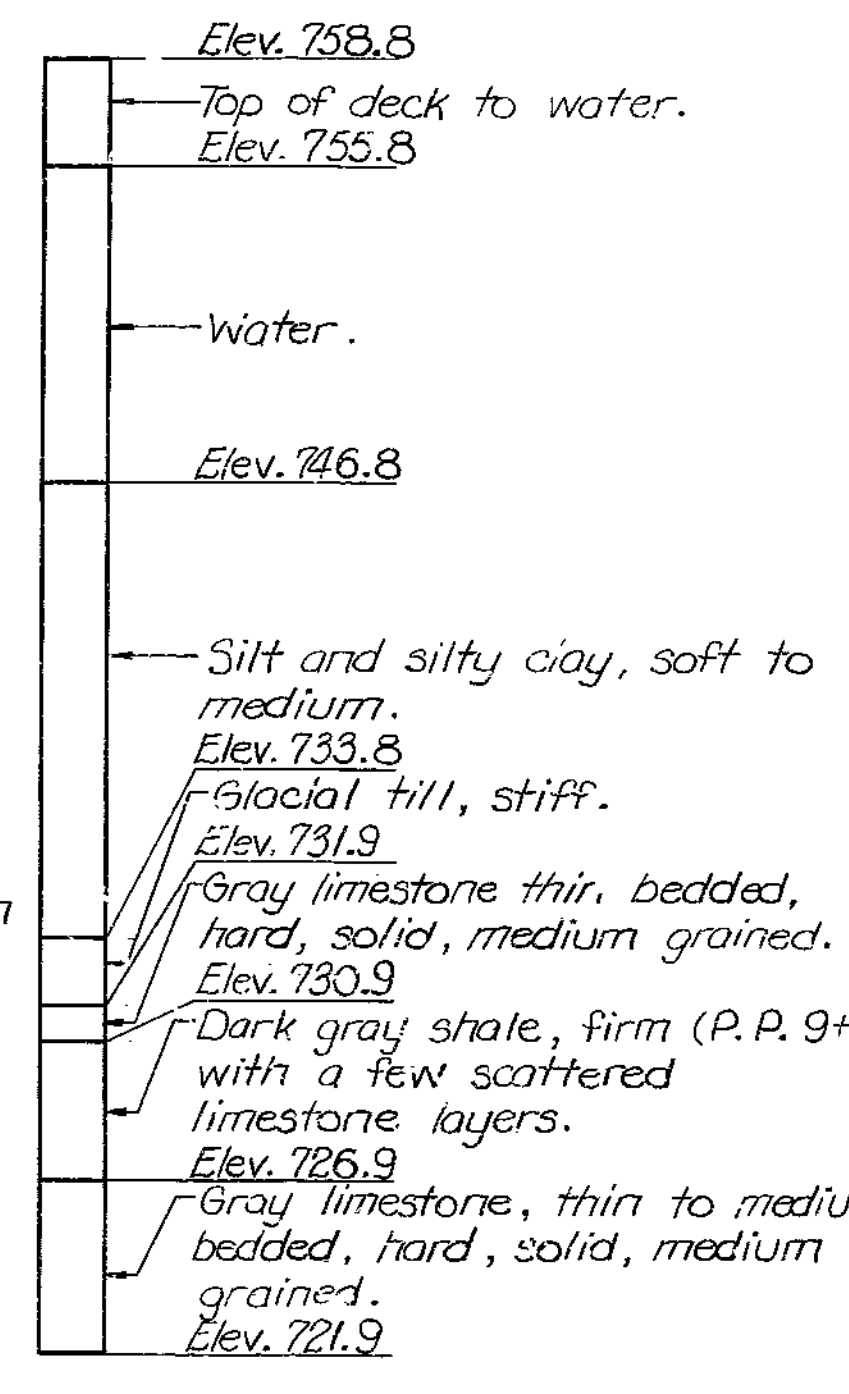 Elev. 758.8
Top of deck to water.
Elev. 755.8
Water.
Elev. 746.8
Silt and silty clay, soft to
medium.
Elev. 733.8
Glacial till, stiff.
Elev. 731.9
7
Gray limestone thin bedded,
hard, solid, medium grained.
Elev. 730.9
Dark gray shale, firm (P.P. 9+
with a few scattered
limestone layers.
Elev. 726.9
Gray limestone, thin to mediu
bedded, hard, solid, medium
grained.
Elev. 721.9